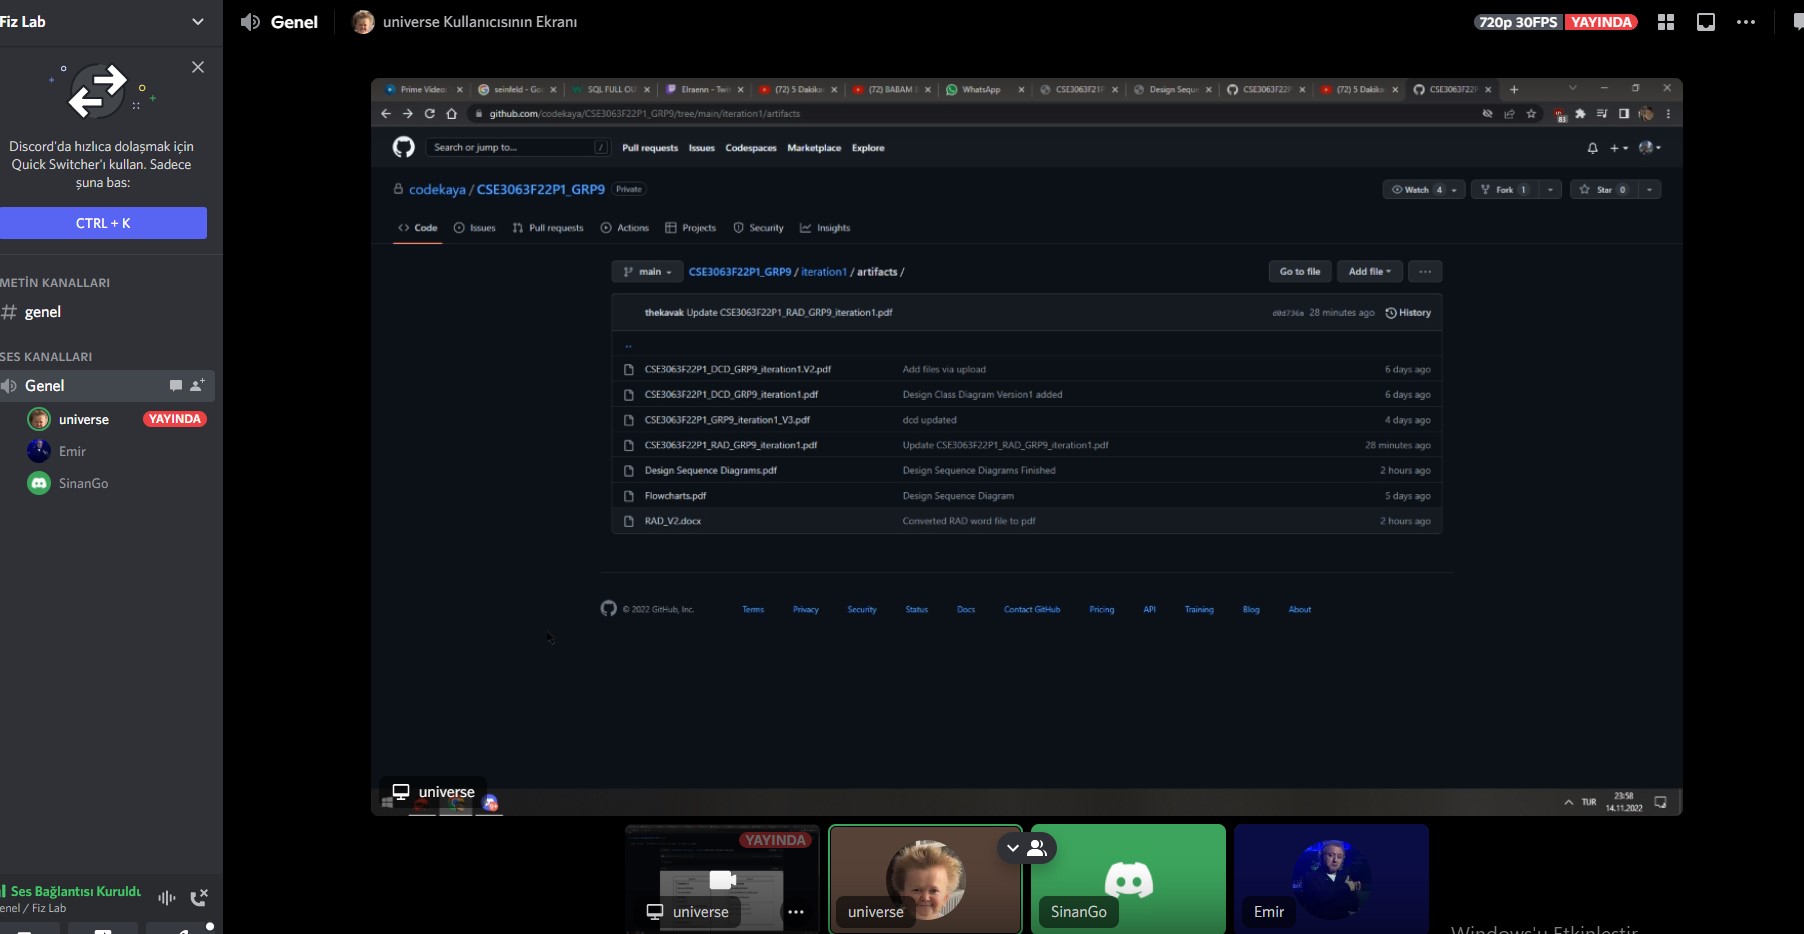 Fiz Lab
Genel
universe Kullanıcısının Ekranı
720p 30FPS YAYINDA
Discord'da hızlıca dolaşmak için
Quick Switcher'ı kullan. Sadece
şuna bas:
CTRL + K
METİN KANALLARI
genel
SES KANALLARI
Genel
universe YAYINDA
Emir
SinanGo
Ses Bağlantısı Kuruldu
enel / Fiz Lab
Prime Video seinfeld - Go SQL FULL OU Elraenn - Twi (72) 5 Dakika (72) BABAM WhatsApp CSE3063F21F Design Seque CSE3063F22P (72) 5 Dakika CSE3063F22P
github.com/codekaya/CSE3063F22P1_GRP9/tree/main/iteration1/artifacts
Search or jump to... / Pull requests Issues Codespaces Marketplace Explore
codekaya / CSE3063F22P1_GRP9 Private Watch 4 Fork 1 Star 0
Code Issues Pull requests Actions Projects Security Insights
main CSE3063F22P1_GRP9 / iteration1 / artifacts / Go to file Add file
thekavak Update CSE3063F22P1_RAD_GRP9_iteration1.pdf d0d736a 28 minutes ago History
..
CSE3063F22P1_DCD_GRP9_iteration1.V2.pdf Add files via upload 6 days ago
CSE3063F22P1_DCD_GRP9_iteration1.pdf Design Class Diagram Version1 added 6 days ago
CSE3063F22P1_GRP9_iteration1_V3.pdf dcd updated 4 days ago
CSE3063F22P1_RAD_GRP9_iteration1.pdf Update CSE3063F22P1_RAD_GRP9_iteration1.pdf 28 minutes ago
Design Sequence Diagrams.pdf Design Sequence Diagrams Finished 2 hours ago
Flowcharts.pdf Design Sequence Diagram 5 days ago
RAD_V2.docx Converted RAD word file to pdf 2 hours ago
© 2022 GitHub, Inc. Terms Privacy Security Status Docs Contact GitHub Pricing API Training Blog About
universe
TUR 23:58
14.11.2022
YAYINDA
universe
universe
SinanGo
Emir
Windows'u Etkinleştir